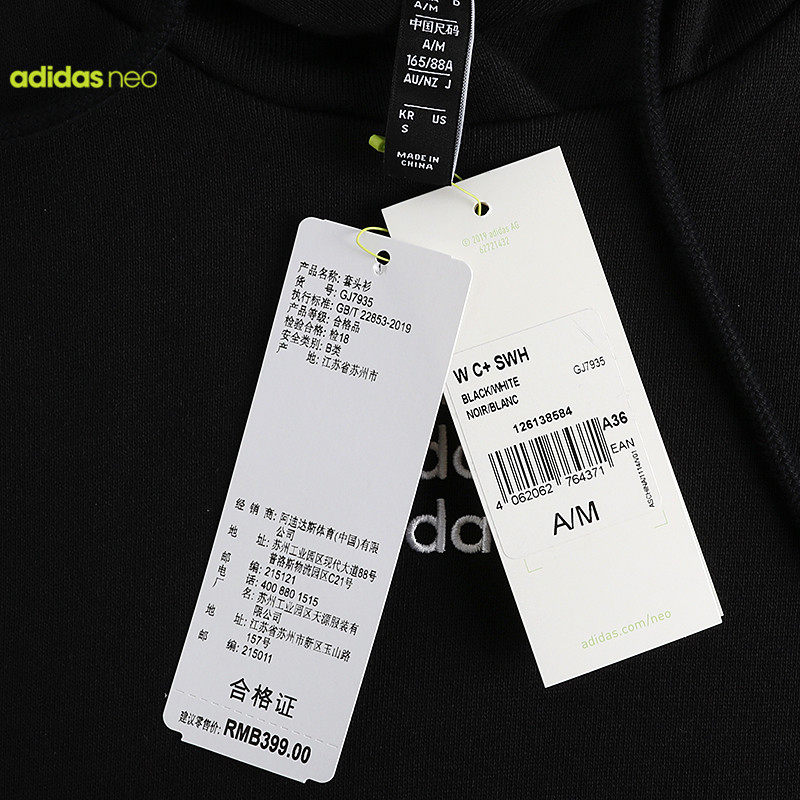 adidas neo
A/M
中国尺码
A/M
165/88A
AU/NZ J
KR US
S
MADE IN
CHINA
© 2019 adidas AG
62721432
产品名称: 套头衫
货 号: GJ7935
执行标准: GB/T 22853-2019
产品等级: 合格品
检验合格: 检18
安全类别: B类
产 地: 江苏省苏州市
W C+ SWH
BLACK/WHITE GJ7935
NOIR/BLANC
126138584
A36
EAN
4 062062 764371
A/M
da
da
经 销 商: 阿迪达斯体育(中国)有限
公司
地 址: 苏州工业园区现代大道88号
普洛斯物流园区C21号
邮 编: 215121
电 话: 400 880 1515
厂 名: 苏州工业园区天源服装有
限公司
地 址: 江苏省苏州市新区玉山路
157号
邮 编: 215011
合格证
建议零售价: RMB399.00
adidas.com/neo